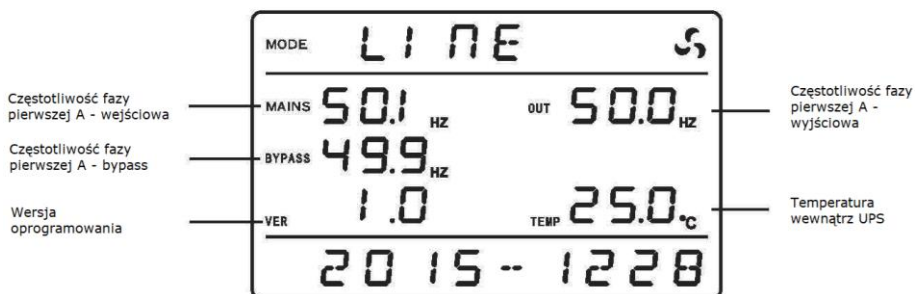 MODE LINE
Częstotliwość fazy
pierwszej A - wejściowa
MAINS 50.1 HZ
OUT 50.0 HZ
Częstotliwość fazy
pierwszej A -
wyjściowa
Częstotliwość fazy
pierwszej A - bypass
BYPASS 49.9 HZ
Wersja
oprogramowania
VER 1.0
TEMP 25.0 °C
Temperatura
wewnątrz UPS
2015-1228